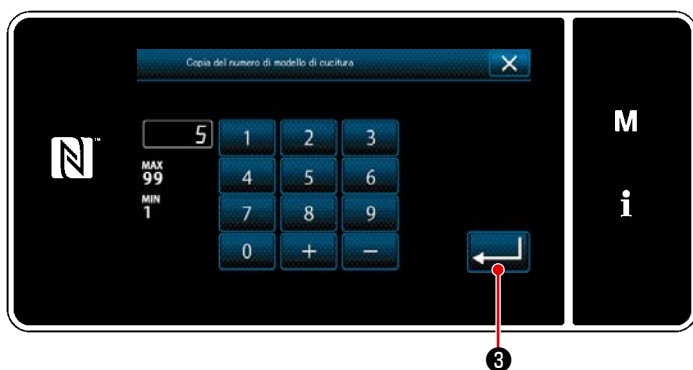 Copia del numero di modello di cucitura
5
1 2 3
MAX
99
4 5 6
MIN
1
7 8 9
0 + −
M
i
N™
❸